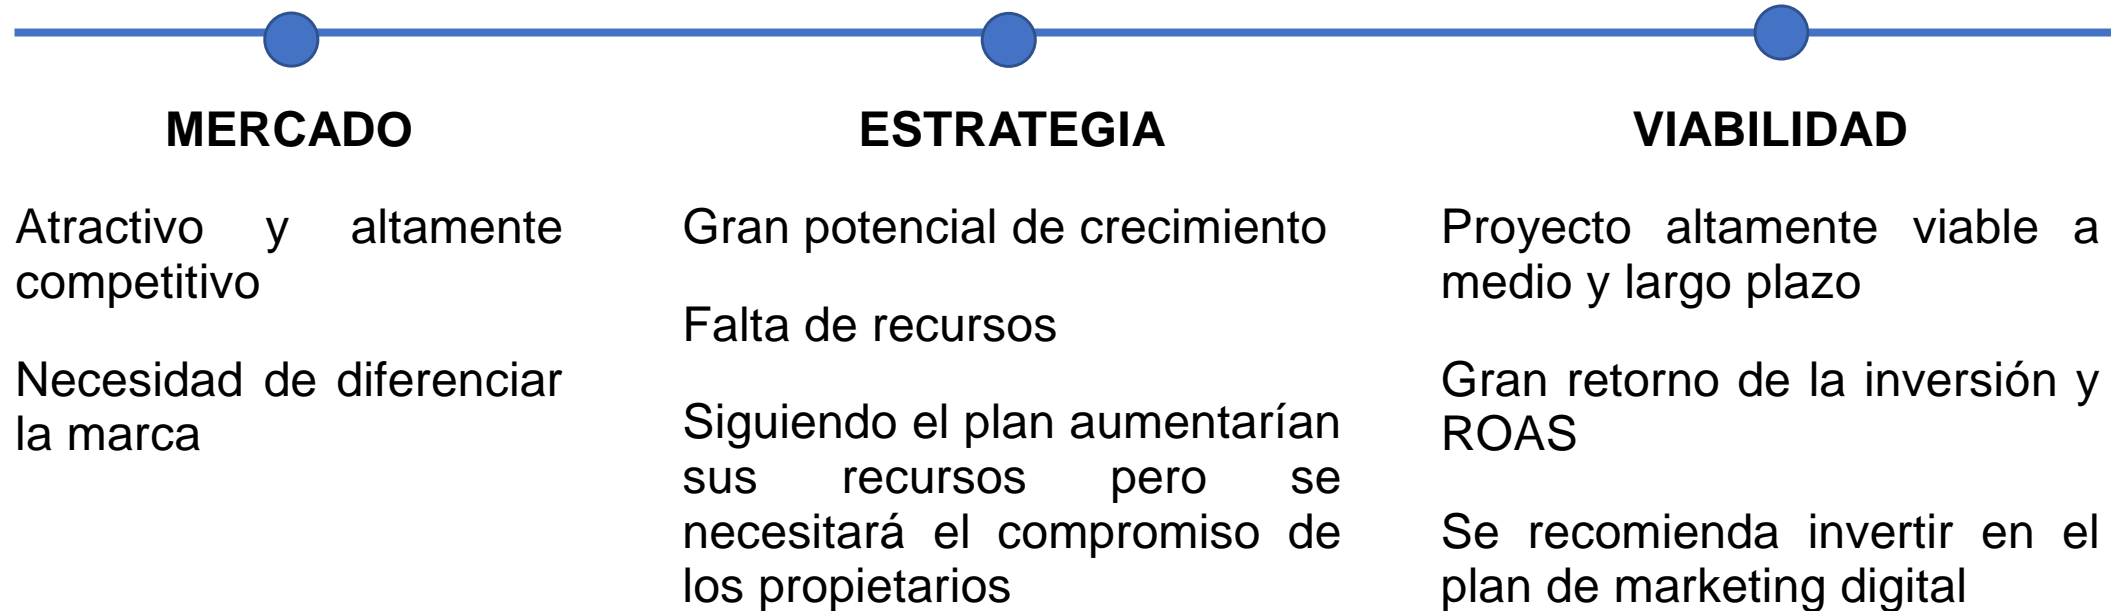 MERCADO
Atractivo y altamente
competitivo
Necesidad de diferenciar
la marca
ESTRATEGIA
Gran potencial de crecimiento
Falta de recursos
Siguiendo el plan aumentarían
sus recursos pero se
necesitará el compromiso de
los propietarios
VIABILIDAD
Proyecto altamente viable a
medio y largo plazo
Gran retorno de la inversión y
ROAS
Se recomienda invertir en el
plan de marketing digital